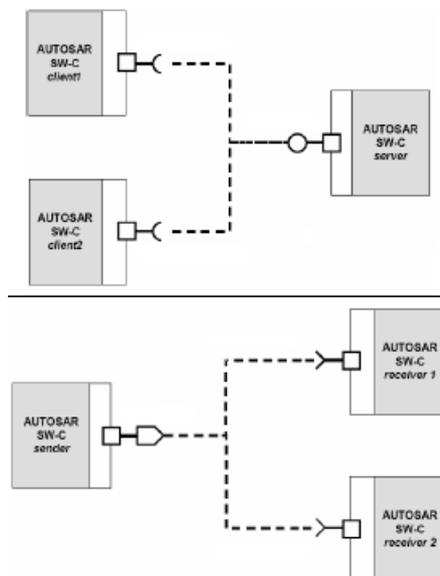 AUTOSAR
SW-C
client1
AUTOSAR
SW-C
server
AUTOSAR
SW-C
client2
AUTOSAR
SW-C
receiver 1
AUTOSAR
SW-C
sender
AUTOSAR
SW-C
receiver 2